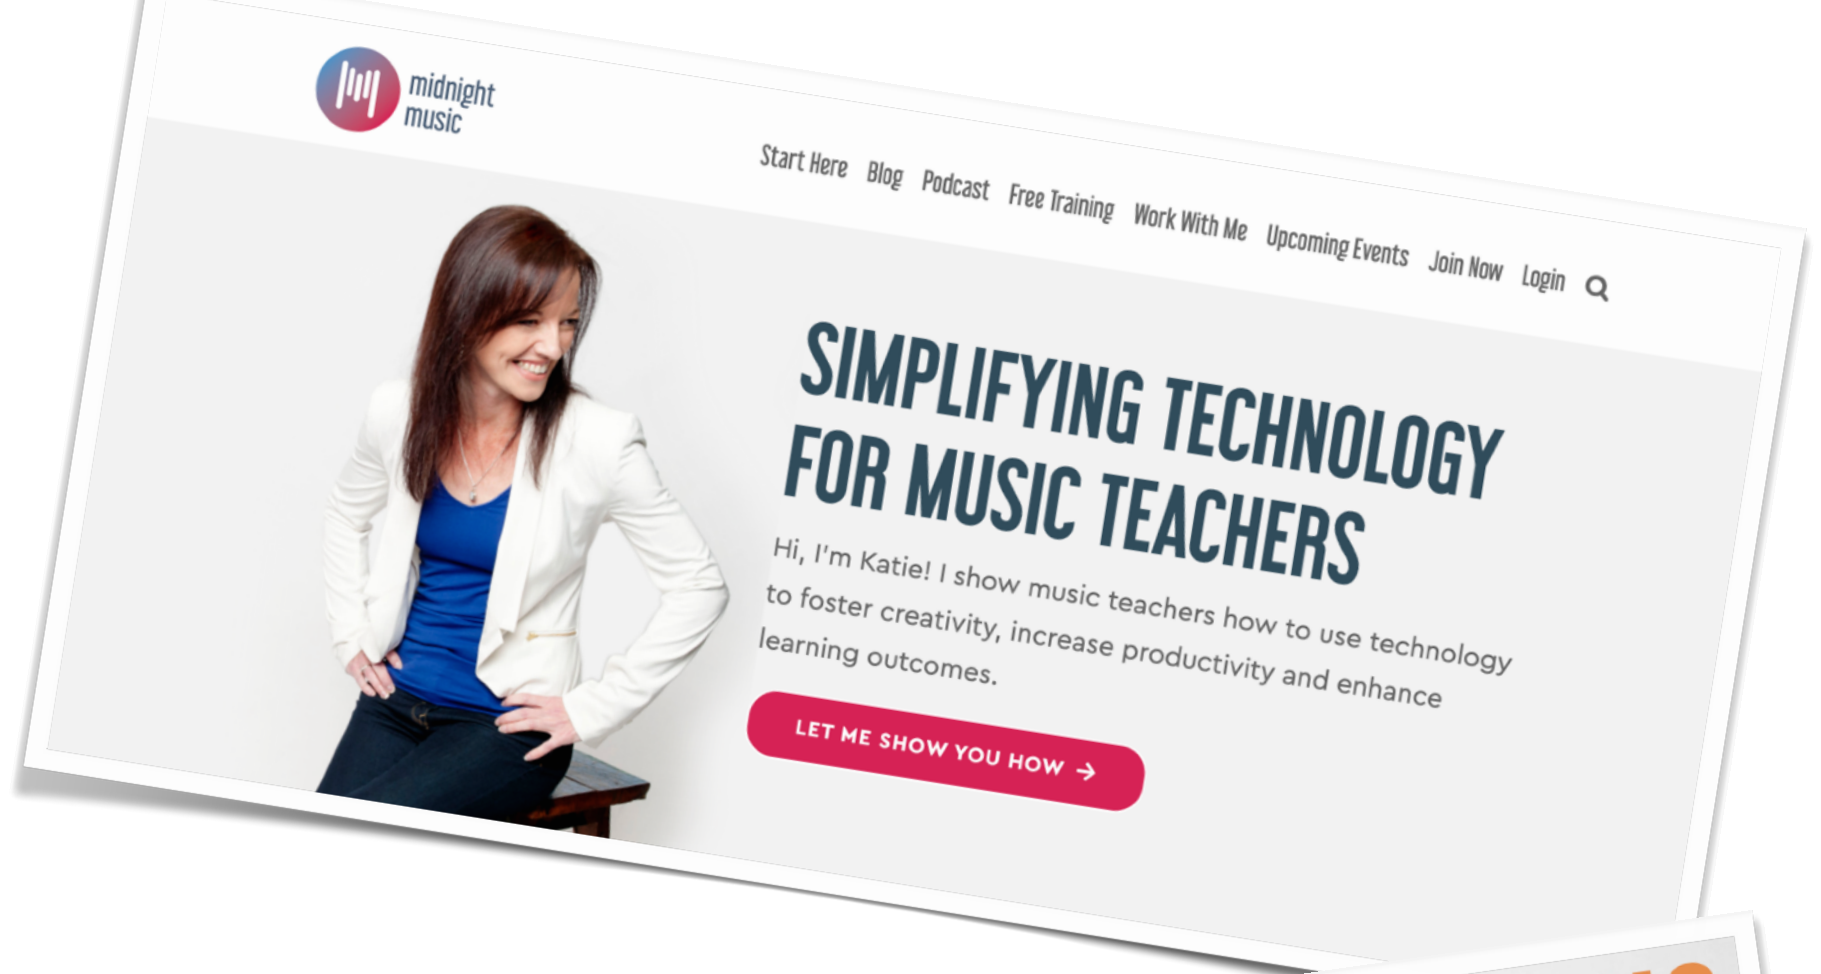 midnight
music
Start Here Blog Podcast Free Training Work With Me Upcoming Events Join Now Login
SIMPLIFYING TECHNOLOGY
FOR MUSIC TEACHERS
Hi, I'm Katie! I show music teachers how to use technology
to foster creativity, increase productivity and enhance
learning outcomes.
LET ME SHOW YOU HOW →